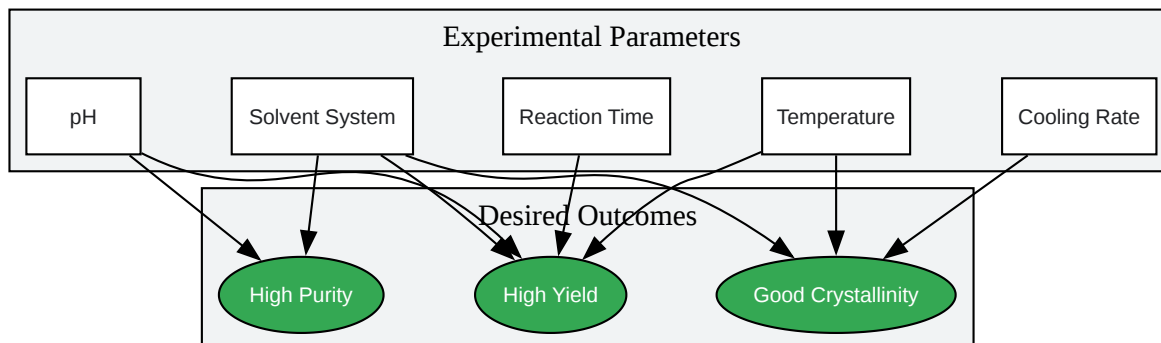 Experimental Parameters
pH
Solvent System
Reaction Time
Temperature
Cooling Rate
Desired Outcomes
High Purity
High Yield
Good Crystallinity